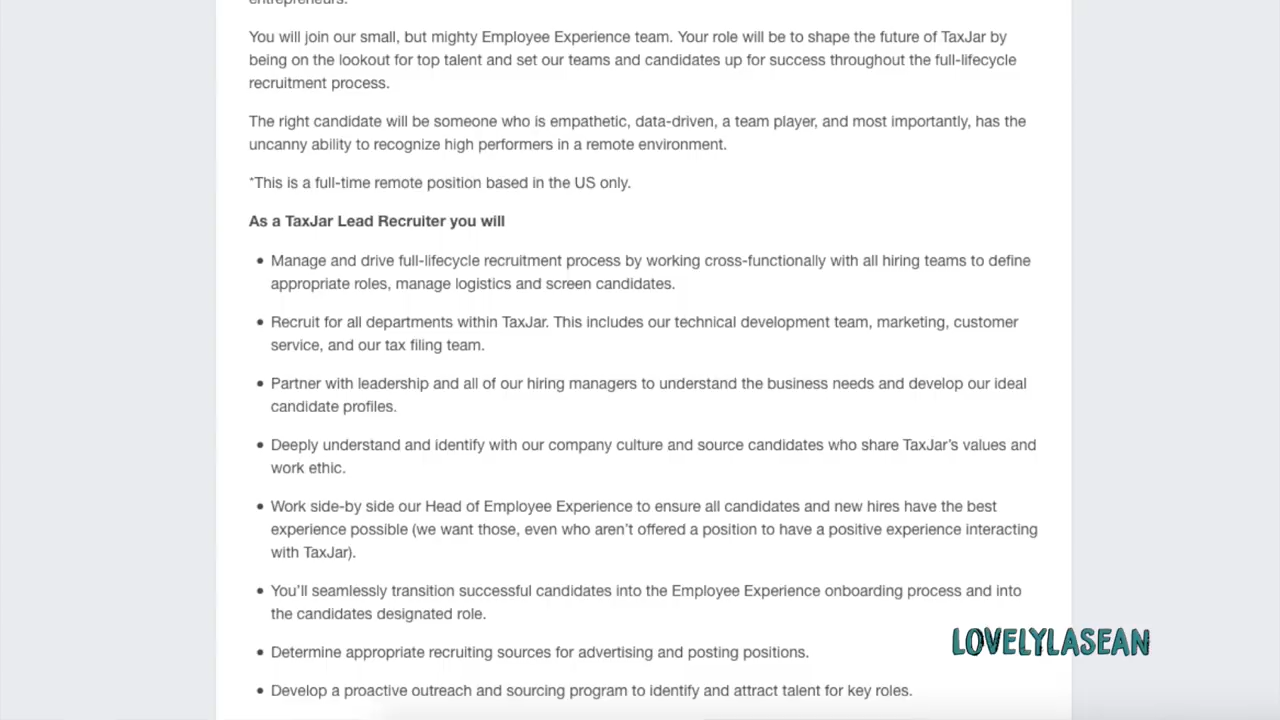 entrepreneurs.
You will join our small, but mighty Employee Experience team. Your role will be to shape the future of TaxJar by
being on the lookout for top talent and set our teams and candidates up for success throughout the full-lifecycle
recruitment process.
The right candidate will be someone who is empathetic, data-driven, a team player, and most importantly, has the
uncanny ability to recognize high performers in a remote environment.
*This is a full-time remote position based in the US only.
As a TaxJar Lead Recruiter you will
• Manage and drive full-lifecycle recruitment process by working cross-functionally with all hiring teams to define
appropriate roles, manage logistics and screen candidates.
• Recruit for all departments within TaxJar. This includes our technical development team, marketing, customer
service, and our tax filing team.
• Partner with leadership and all of our hiring managers to understand the business needs and develop our ideal
candidate profiles.
• Deeply understand and identify with our company culture and source candidates who share TaxJar’s values and
work ethic.
• Work side-by side our Head of Employee Experience to ensure all candidates and new hires have the best
experience possible (we want those, even who aren’t offered a position to have a positive experience interacting
with TaxJar).
• You’ll seamlessly transition successful candidates into the Employee Experience onboarding process and into
the candidates designated role.
• Determine appropriate recruiting sources for advertising and posting positions.
• Develop a proactive outreach and sourcing program to identify and attract talent for key roles.
LOVELYLASEAN